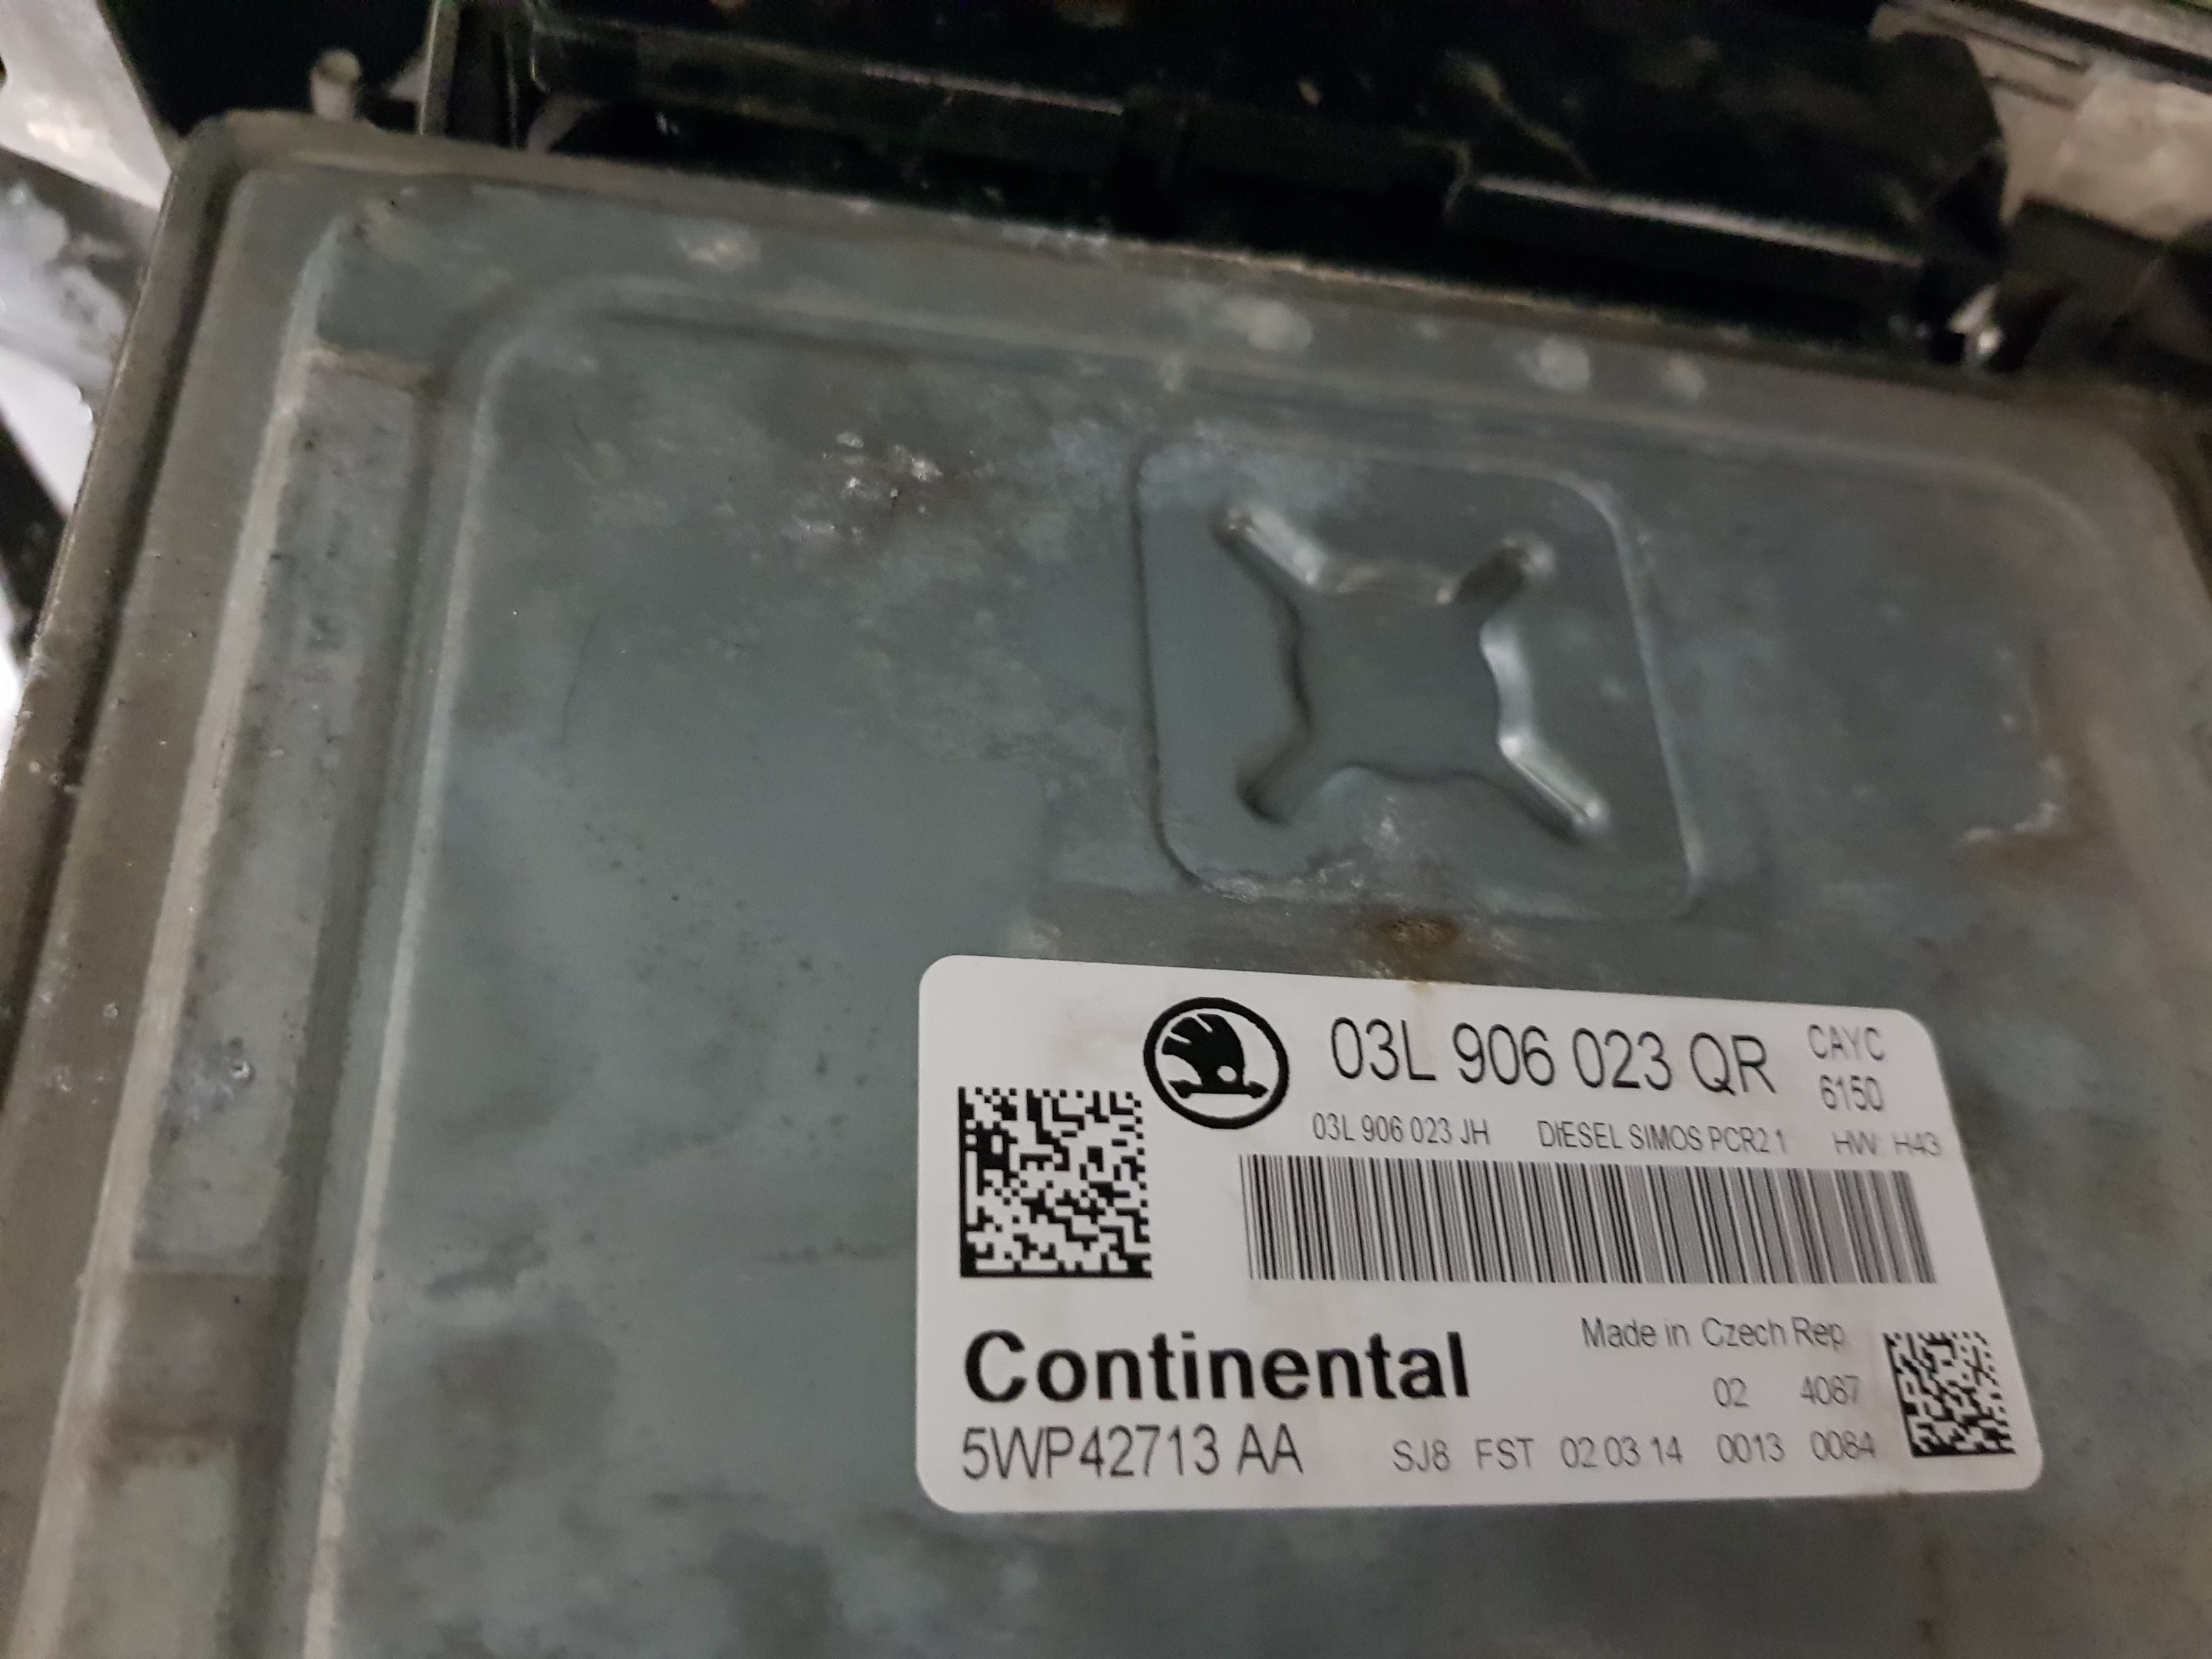 03L 906 023 QR CAYC
6150
03L 906 023 JH DIESEL SIMOS PCR2 1 HW H43
Made in Czech Rep
Continental
02 4067
5WP42713 AA SJ8 FST 02 03 14 0013 0084